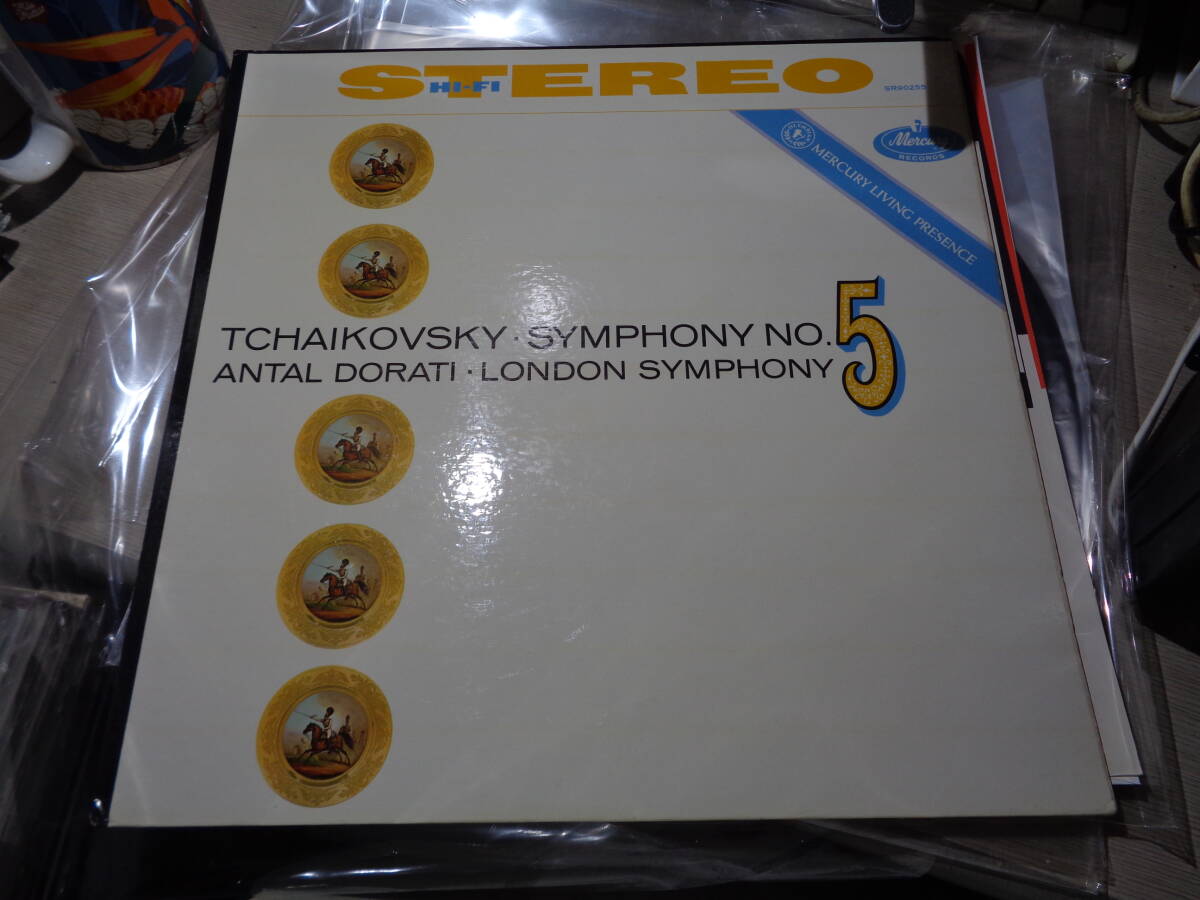 STEREO
HI-FI
SR90255
Mercury
RECORDS
MERCURY LIVING PRESENCE
TCHAIKOVSKY · SYMPHONY NO. 5
ANTAL DORATI · LONDON SYMPHONY